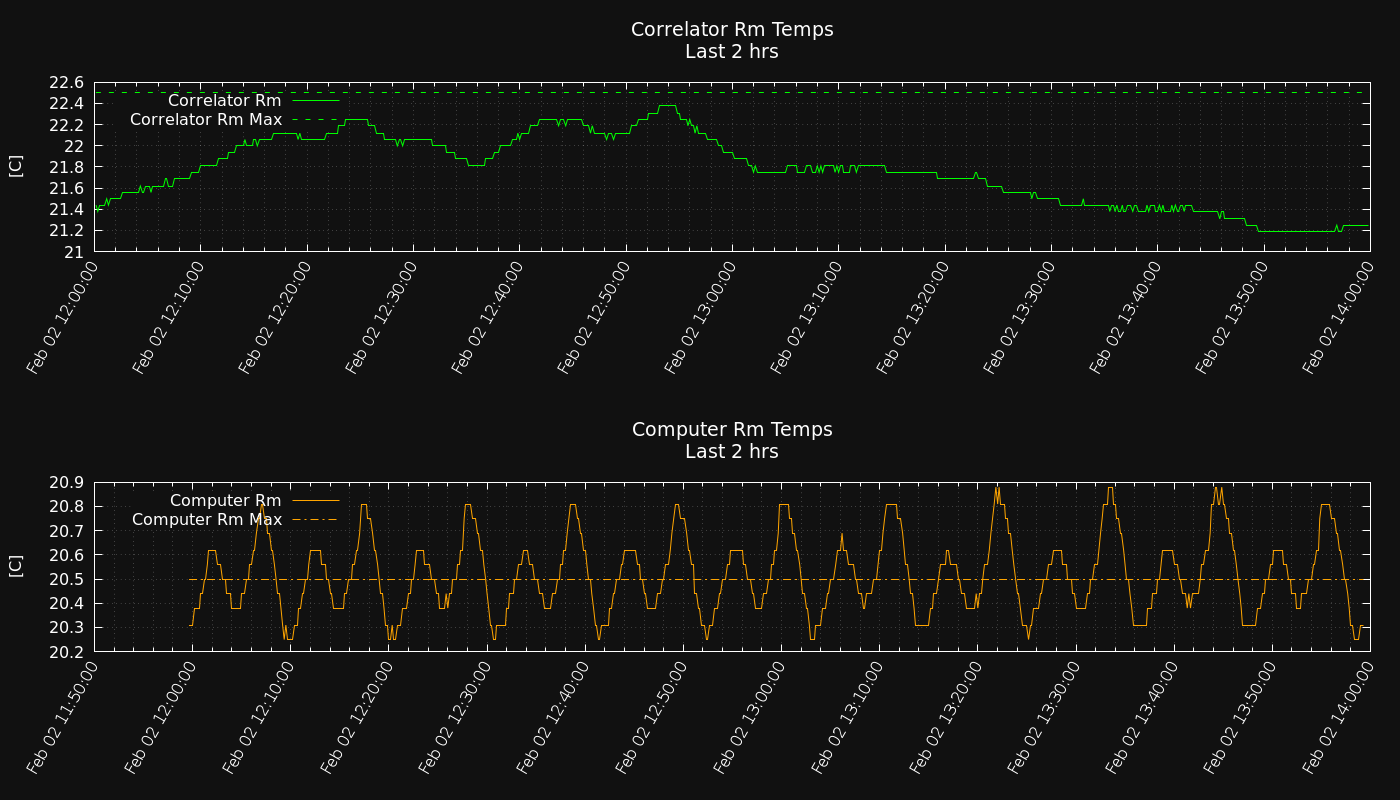 Correlator Rm Temps
Last 2 hrs
22.6
22.4
22.2
22
21.8
21.6
21.4
21.2
21
[C]
Correlator Rm
Correlator Rm Max
Feb 02 12:00:00
Feb 02 12:10:00
Feb 02 12:20:00
Feb 02 12:30:00
Feb 02 12:40:00
Feb 02 12:50:00
Feb 02 13:00:00
Feb 02 13:10:00
Feb 02 13:20:00
Feb 02 13:30:00
Feb 02 13:40:00
Feb 02 13:50:00
Feb 02 14:00:00
Computer Rm Temps
Last 2 hrs
20.9
20.8
20.7
20.6
20.5
20.4
20.3
20.2
[C]
Computer Rm
Computer Rm Max
Feb 02 11:50:00
Feb 02 12:00:00
Feb 02 12:10:00
Feb 02 12:20:00
Feb 02 12:30:00
Feb 02 12:40:00
Feb 02 12:50:00
Feb 02 13:00:00
Feb 02 13:10:00
Feb 02 13:20:00
Feb 02 13:30:00
Feb 02 13:40:00
Feb 02 13:50:00
Feb 02 14:00:00